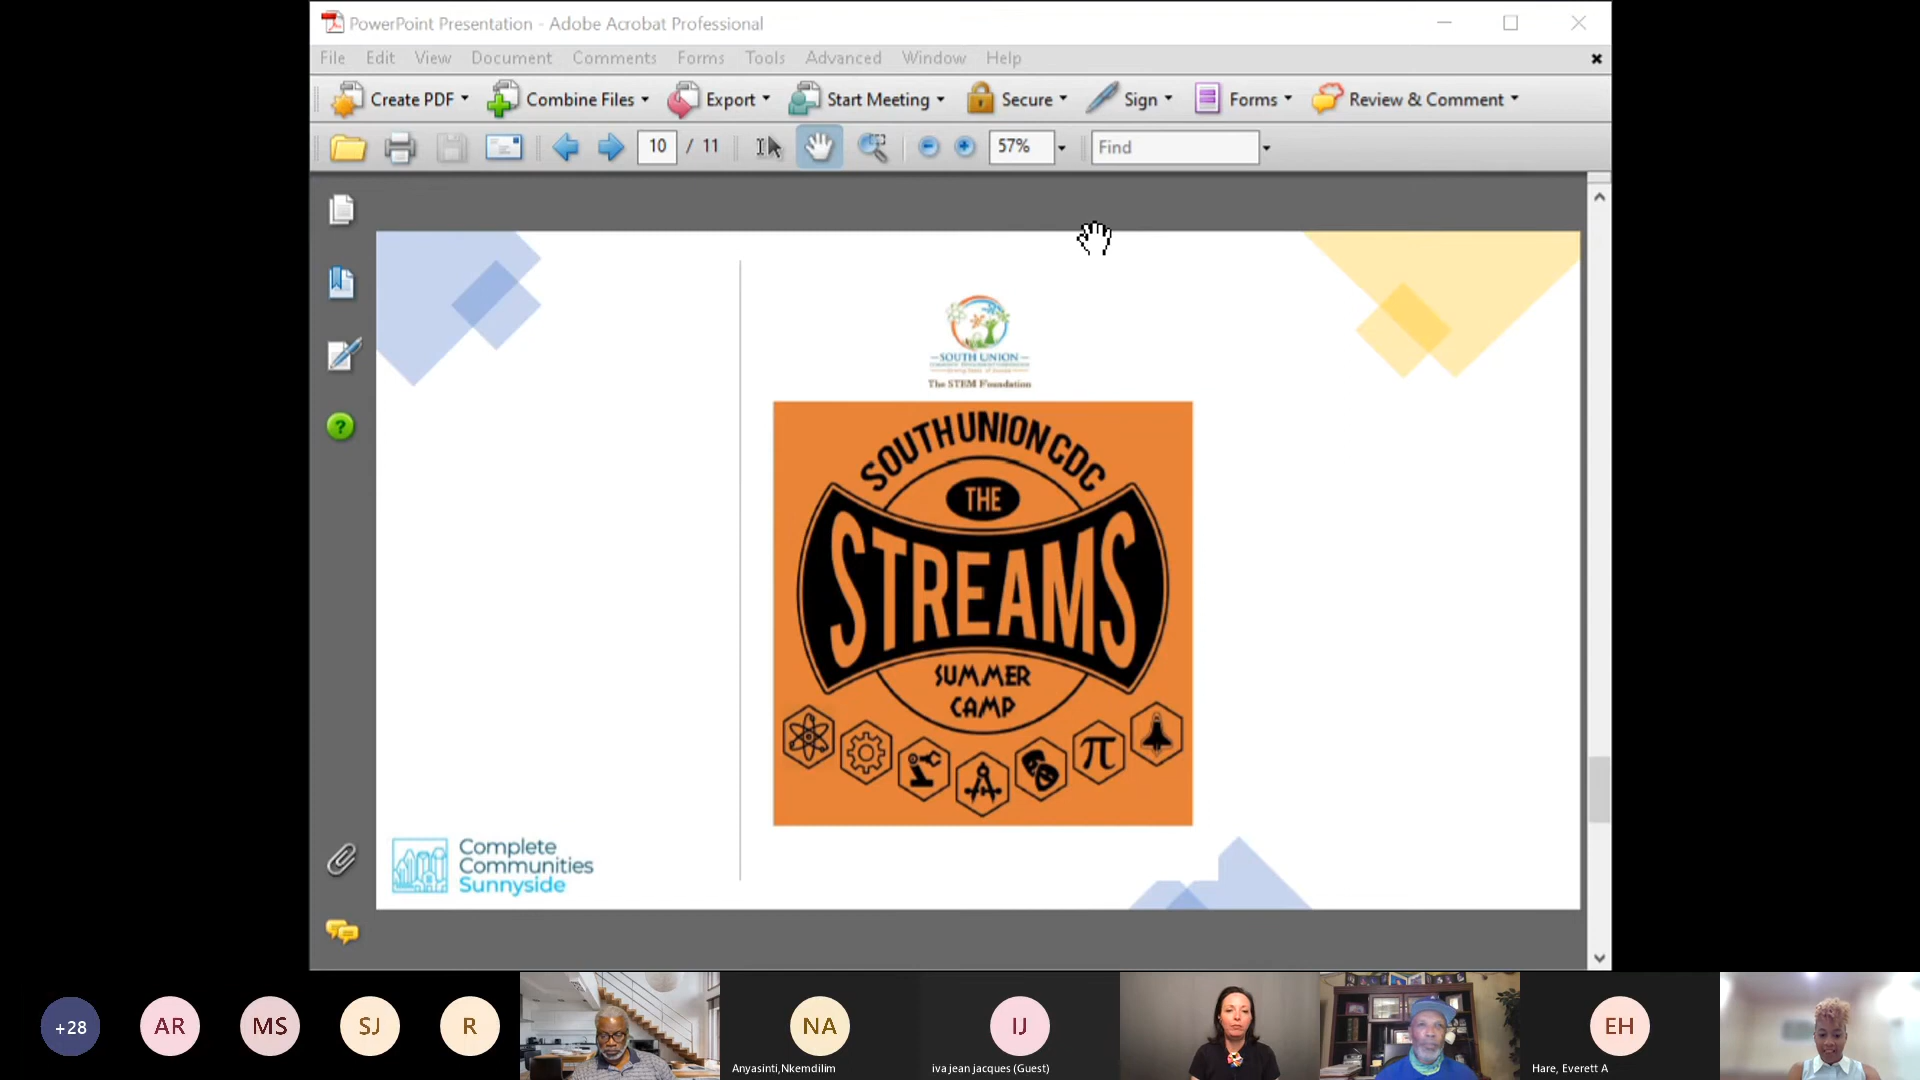 PowerPoint Presentation - Adobe Acrobat Professional
File Edit View Document Comments Forms Tools Advanced Window Help
Create PDF Combine Files Export Start Meeting Secure Sign Forms Review & Comment
10 / 11 57% Find
SOUTH UNION
The STEM Foundation
SOUTH UNION CDC
THE
STREAMS
SUMMER
CAMP
π
Complete
Communities
Sunnyside
+28 AR MS SJ R NA IJ EH
Anyasinti,Nkemdilim iva jean jacques (Guest) Hare, Everett A